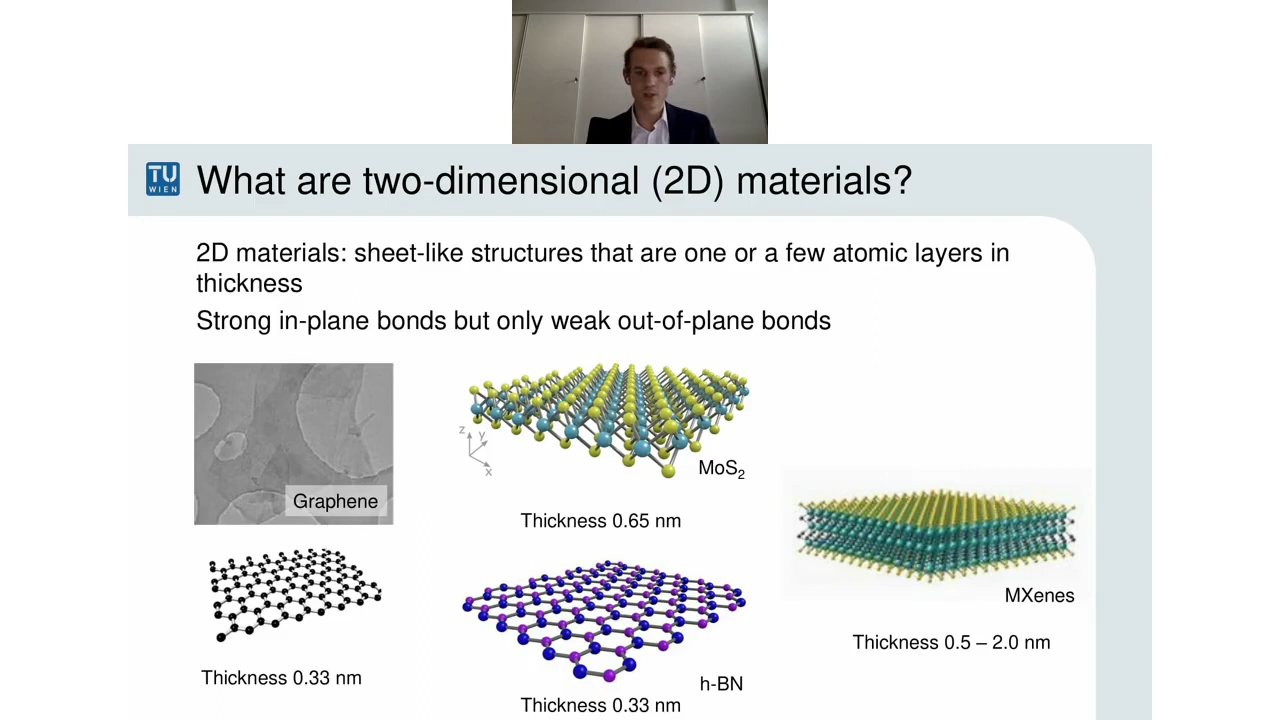 TU
WIEN
What are two-dimensional (2D) materials?
2D materials: sheet-like structures that are one or a few atomic layers in
thickness
Strong in-plane bonds but only weak out-of-plane bonds
Graphene
Thickness 0.33 nm
z
y
x
MoS₂
Thickness 0.65 nm
h-BN
Thickness 0.33 nm
MXenes
Thickness 0.5 – 2.0 nm